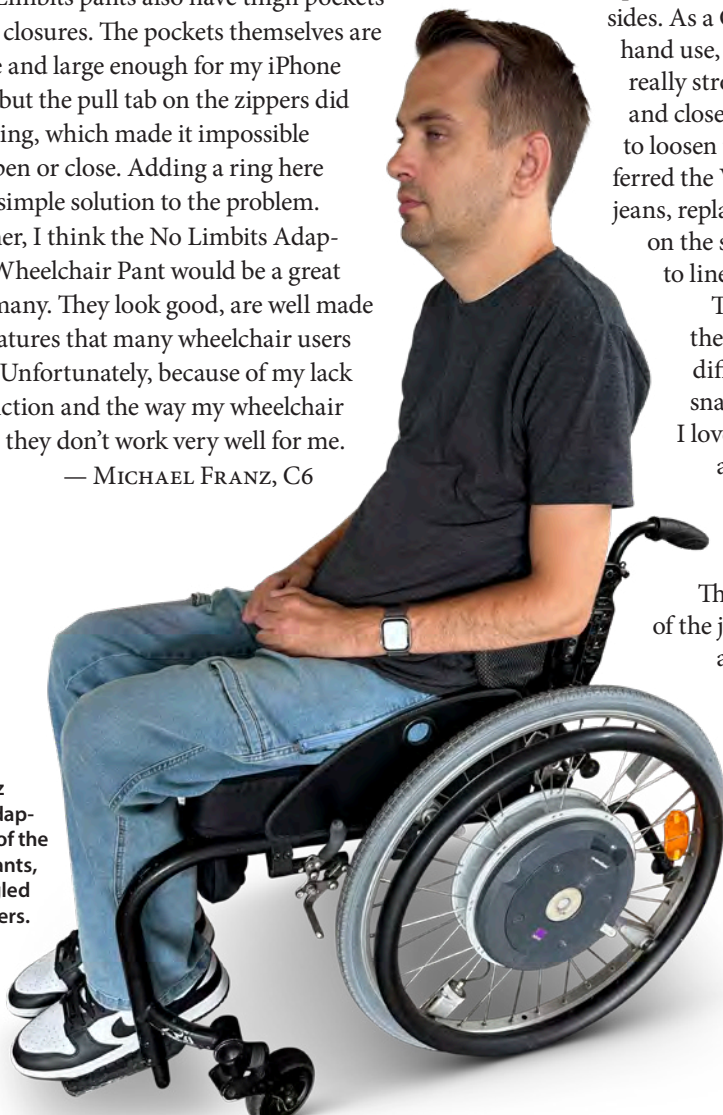 Limbits pants also have thigh pockets
closures. The pockets themselves are
and large enough for my iPhone
but the pull tab on the zippers did
ing, which made it impossible
pen or close. Adding a ring here
simple solution to the problem.
her, I think the No Limbits Adap-
Wheelchair Pant would be a great
many. They look good, are well made
atures that many wheelchair users
Unfortunately, because of my lack
ction and the way my wheelchair
they don't work very well for me.
— Michael Franz, C6
z
dap-
of the
ants,
led
ers.
sides. As a
hand use,
really stro
and close
to loosen
ferred the
jeans, repla
on the s
to line
T
the
diff
sna
I lov
a
Th
of the j
a